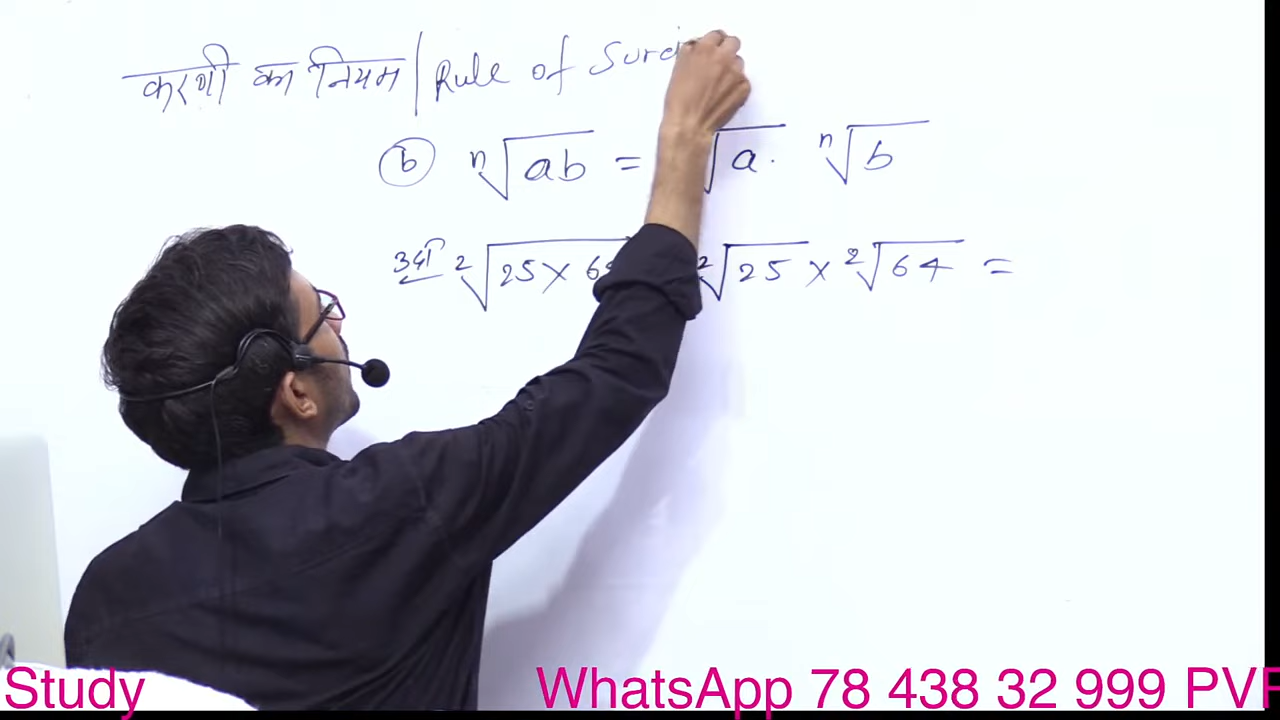 करणी का नियम | Rule of Surd
(b) ⁿ√ab = √a. ⁿ√b
उदा ²√25 × 6 ²√25 × ²√64 =
Study WhatsApp 78 438 32 999 PVF